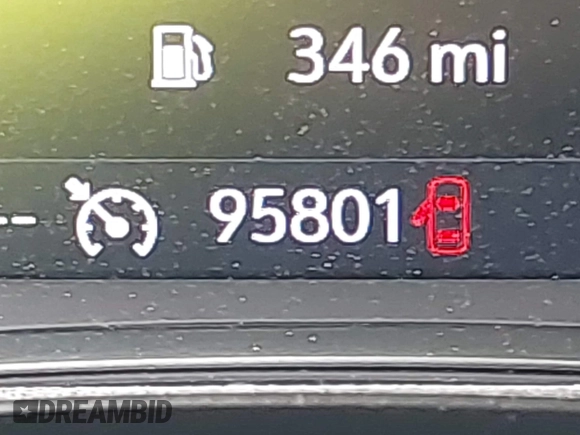 346 mi
--
95801
DREAMBID